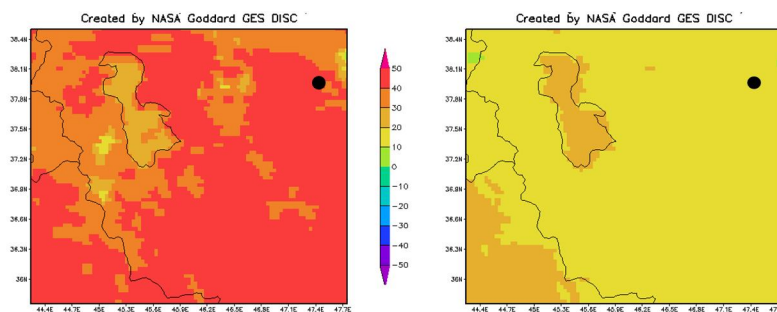 Created by NASA Goddard GES DISC
38.4N
38.1N
37.8N
37.5N
37.2N
36.9N
36.6N
36.3N
36N
44.4E 44.7E 45E 45.3E 45.6E 45.9E 46.2E 46.5E 46.8E 47.1E 47.4E 47.7E
50
40
30
20
10
0
−10
−20
−30
−40
−50
Created by NASA Goddard GES DISC
38.4N
38.1N
37.8N
37.5N
37.2N
36.9N
36.6N
36.3N
36N
44.4E 44.7E 45E 45.3E 45.6E 45.9E 46.2E 46.5E 46.8E 47.1E 47.4E 47.7E